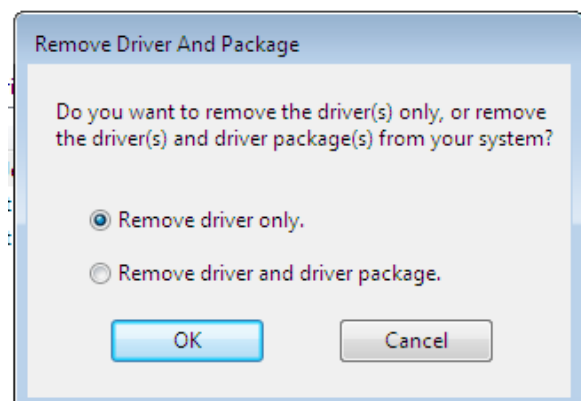 Remove Driver And Package
Do you want to remove the driver(s) only, or remove
the driver(s) and driver package(s) from your system?
Remove driver only.
Remove driver and driver package.
OK
Cancel